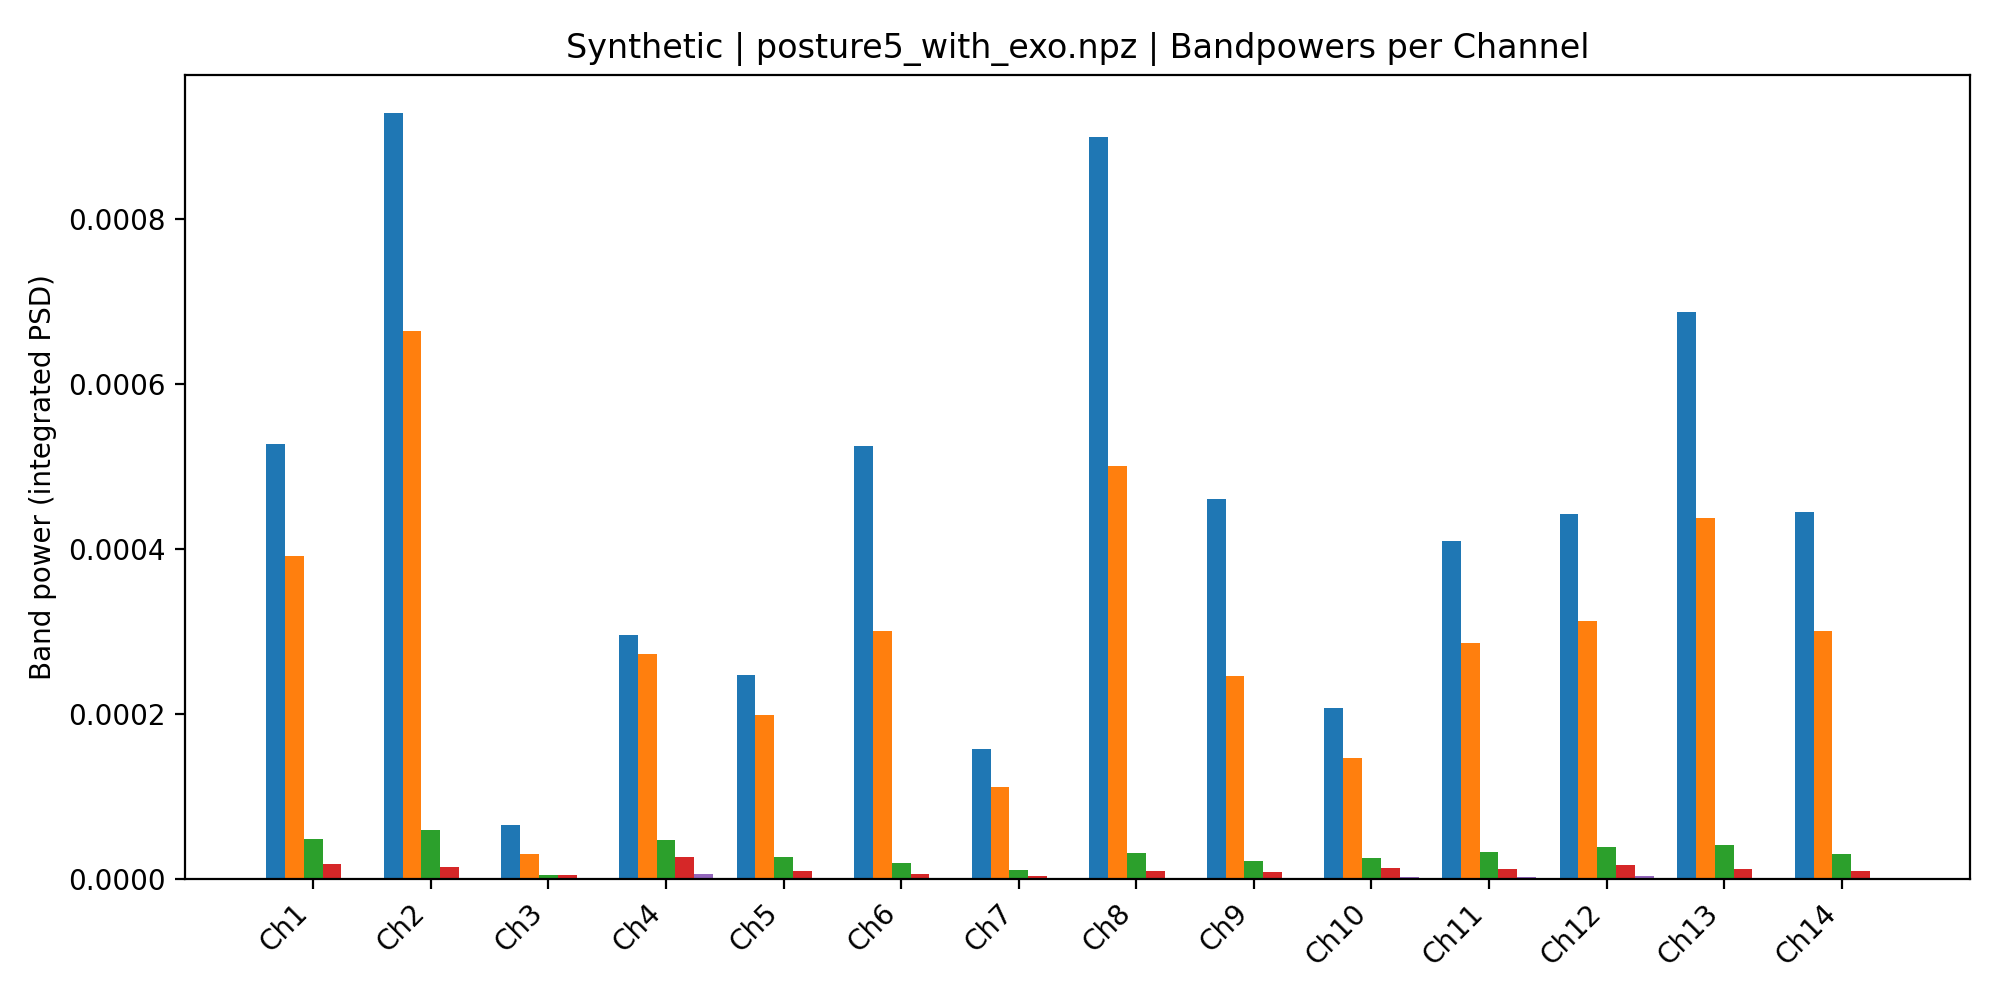 Synthetic | posture5_with_exo.npz | Bandpowers per Channel
Band power (integrated PSD)
0.0008
0.0006
0.0004
0.0002
0.0000
Ch1
Ch2
Ch3
Ch4
Ch5
Ch6
Ch7
Ch8
Ch9
Ch10
Ch11
Ch12
Ch13
Ch14